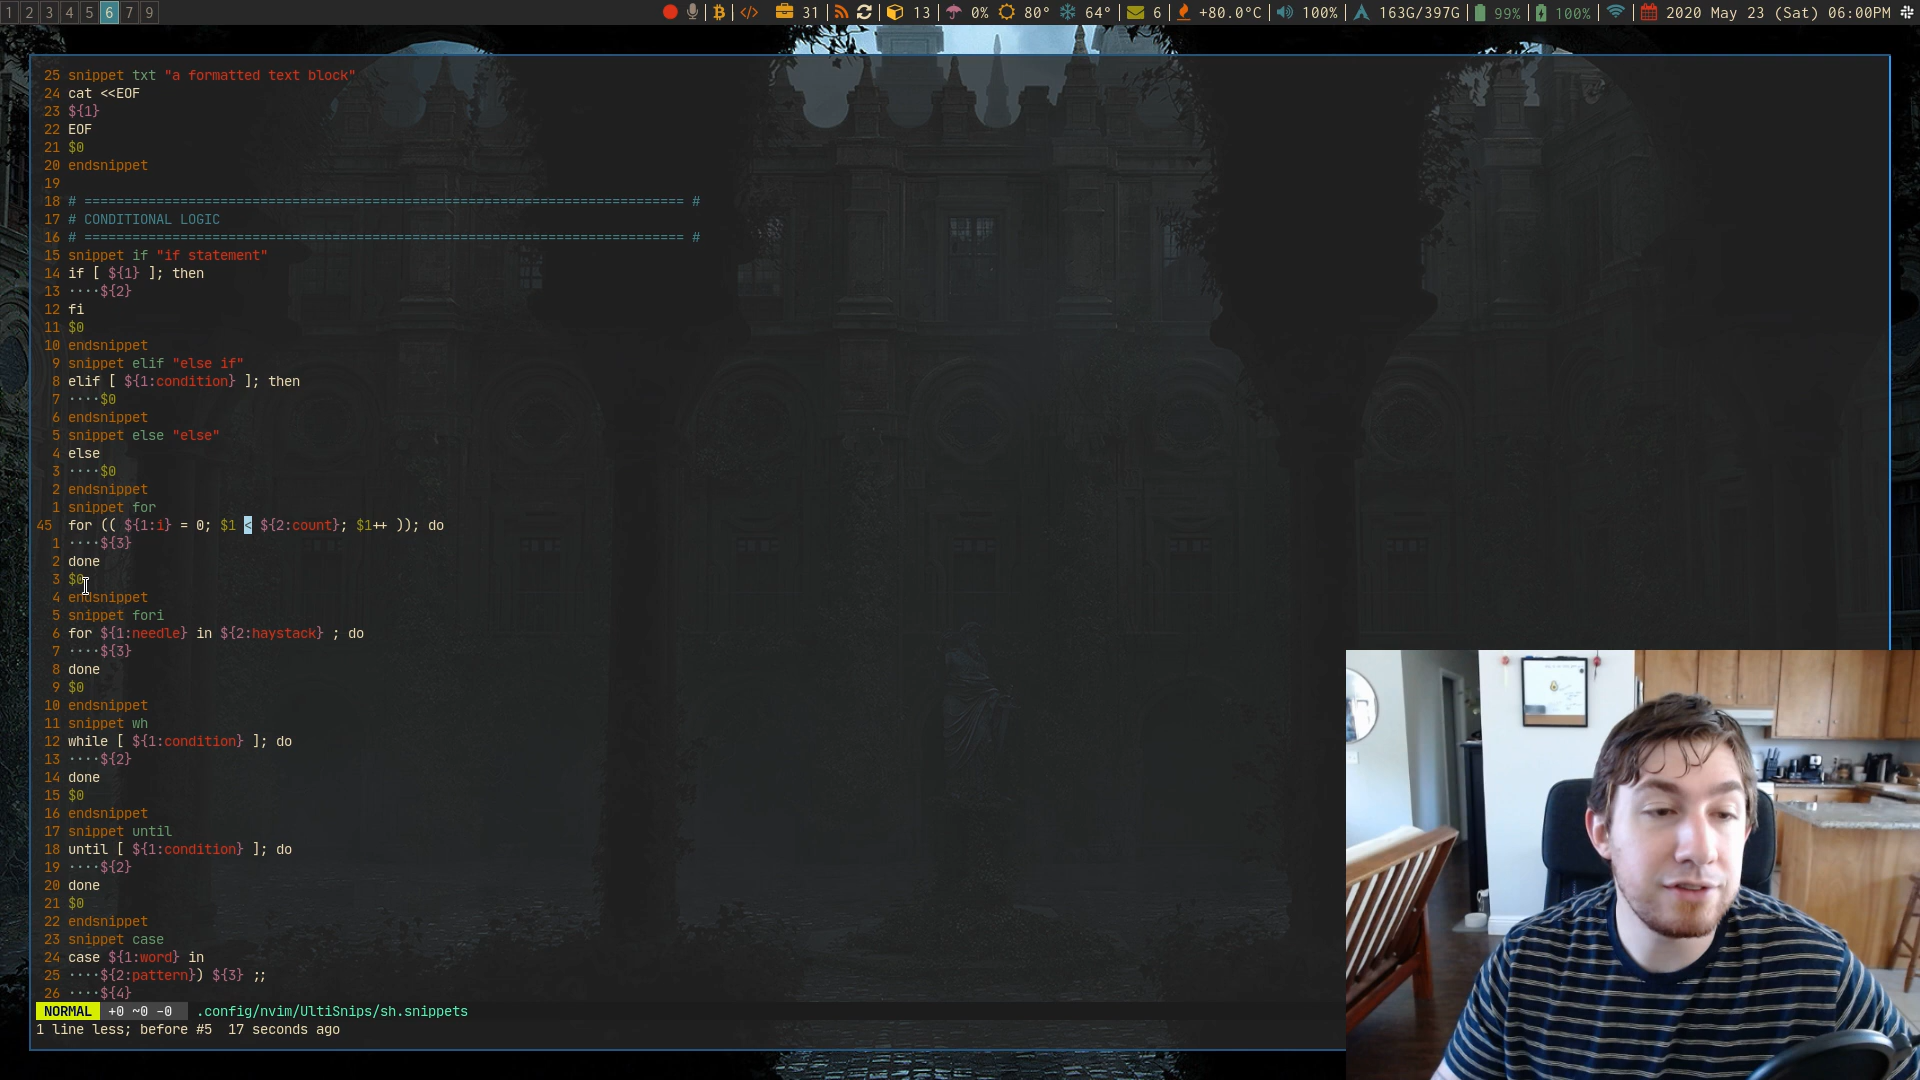 1 2 3 4 5 6 7 9 31 13 0% 80° 64° 6 +80.0°C 100% 163G/397G 99% 100% 2020 May 23 (Sat) 06:00PM
25 snippet txt "a formatted text block"
24 cat <<EOF
23 ${1}
22 EOF
21 $0
20 endsnippet
19
18 # =========================================================================== #
17 # CONDITIONAL LOGIC
16 # =========================================================================== #
15 snippet if "if statement"
14 if [ ${1} ]; then
13 ····${2}
12 fi
11 $0
10 endsnippet
9 snippet elif "else if"
8 elif [ ${1:condition} ]; then
7 ····$0
6 endsnippet
5 snippet else "else"
4 else
3 ····$0
2 endsnippet
1 snippet for
45 for (( ${1:i} = 0; $1 < ${2:count}; $1++ )); do
1 ····${3}
2 done
3 $0
4 endsnippet
5 snippet fori
6 for ${1:needle} in ${2:haystack} ; do
7 ····${3}
8 done
9 $0
10 endsnippet
11 snippet wh
12 while [ ${1:condition} ]; do
13 ····${2}
14 done
15 $0
16 endsnippet
17 snippet until
18 until [ ${1:condition} ]; do
19 ····${2}
20 done
21 $0
22 endsnippet
23 snippet case
24 case ${1:word} in
25 ····${2:pattern}) ${3} ;;
26 ····${4}
NORMAL +0 ~0 -0 .config/nvim/UltiSnips/sh.snippets
1 line less; before #5 17 seconds ago